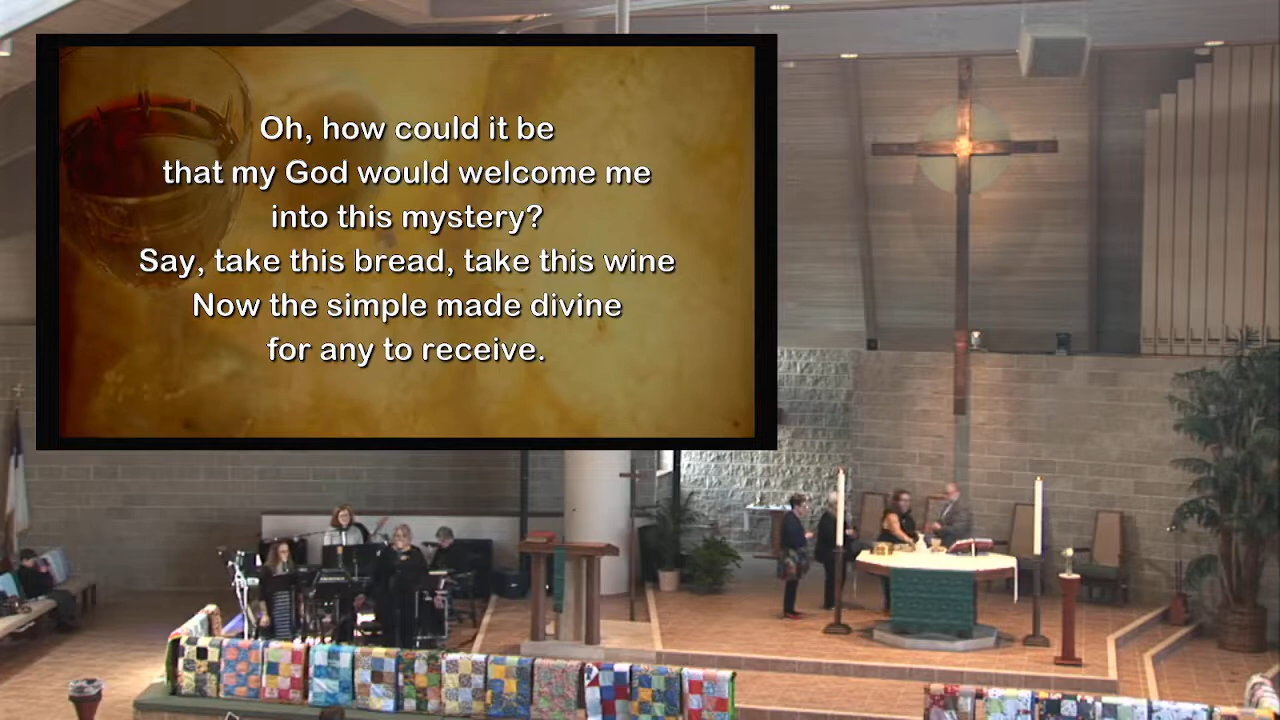 Oh, how could it be
that my God would welcome me
into this mystery?
Say, take this bread, take this wine
Now the simple made divine
for any to receive.